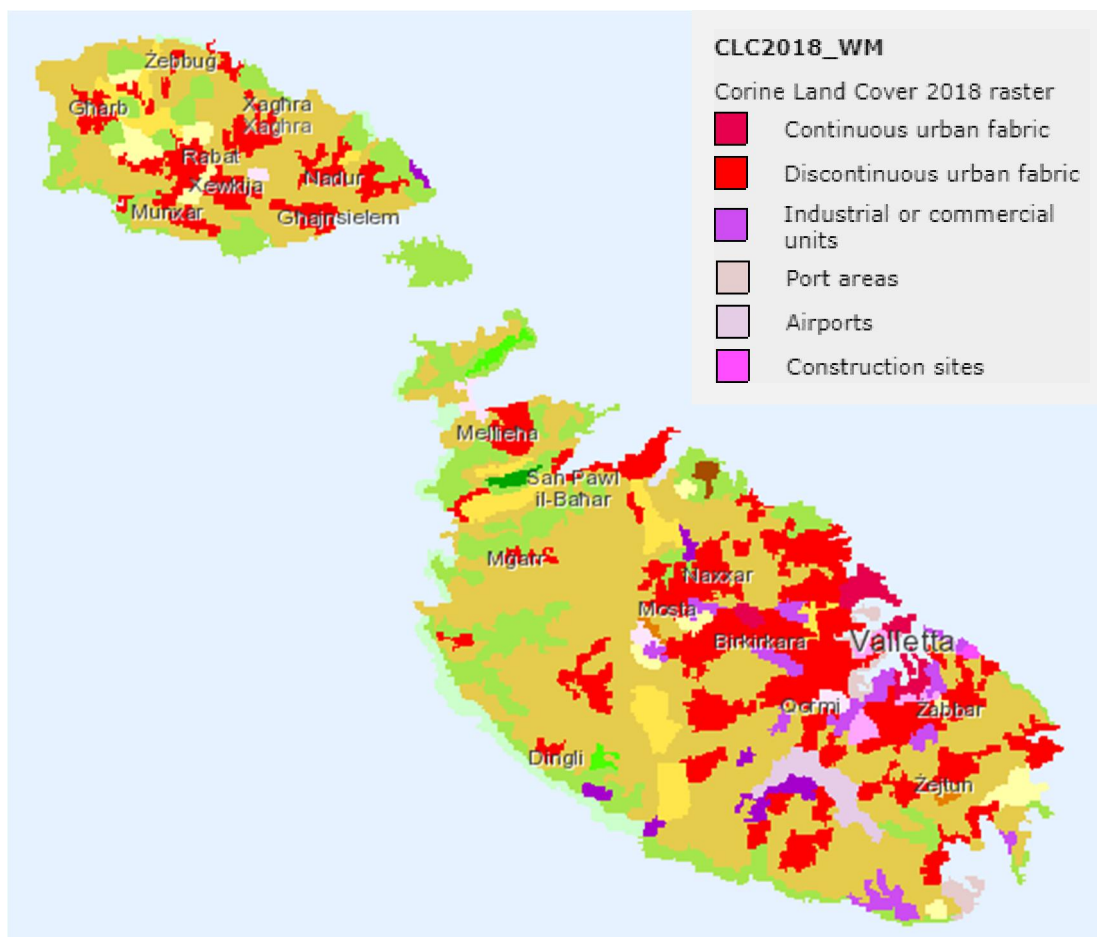 CLC2018_WM
Corine Land Cover 2018 raster
Continuous urban fabric
Discontinuous urban fabric
Industrial or commercial
units
Port areas
Airports
Construction sites
Żebbuġ
Għarb
Xagħra
Xagħra
Rabat
Xewkija
Nadur
Munxar
Għajnsielem
Mellieħa
San Pawl
il-Baħar
Mġarr
Naxxar
Mosta
Birkirkara
Valletta
Qormi
Żabbar
Dingli
Żejtun